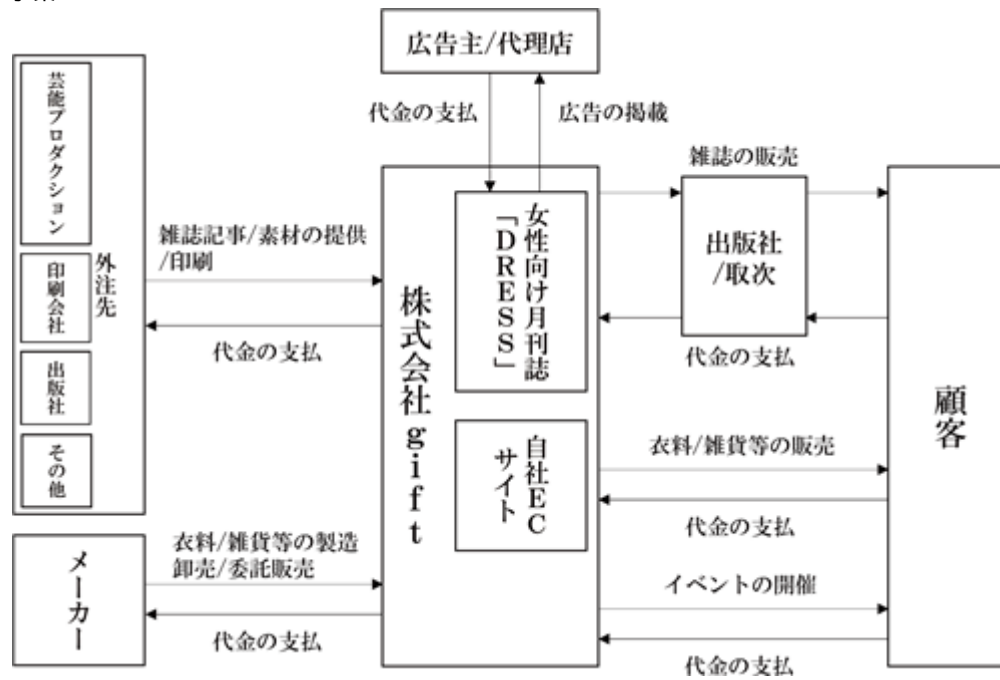 広告主/代理店
代金の支払
広告の掲載
芸能プロダクション
印刷会社
出版社
その他
外注先
雑誌記事/素材の提供
/印刷
代金の支払
メーカー
衣料/雑貨等の製造
卸売/委託販売
代金の支払
株式会社gift
女性向け月刊誌
「DRESS」
自社EC
サイト
雑誌の販売
出版社
/取次
代金の支払
衣料/雑貨等の販売
代金の支払
イベントの開催
代金の支払
顧客